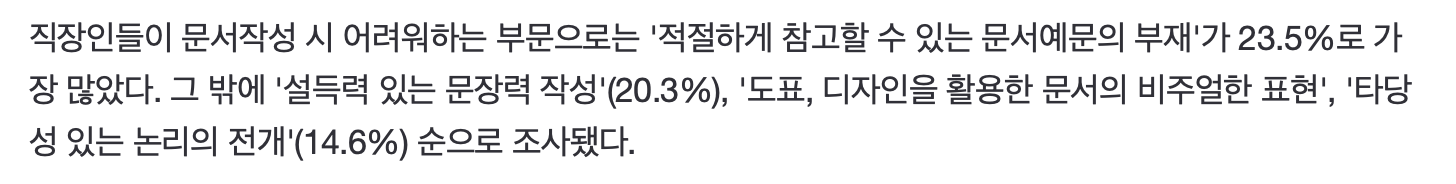 직장인들이 문서작성 시 어려워하는 부문으로는 '적절하게 참고할 수 있는 문서예문의 부재'가 23.5%로 가
장 많았다. 그 밖에 '설득력 있는 문장력 작성'(20.3%), '도표, 디자인을 활용한 문서의 비주얼한 표현', '타당
성 있는 논리의 전개'(14.6%) 순으로 조사됐다.